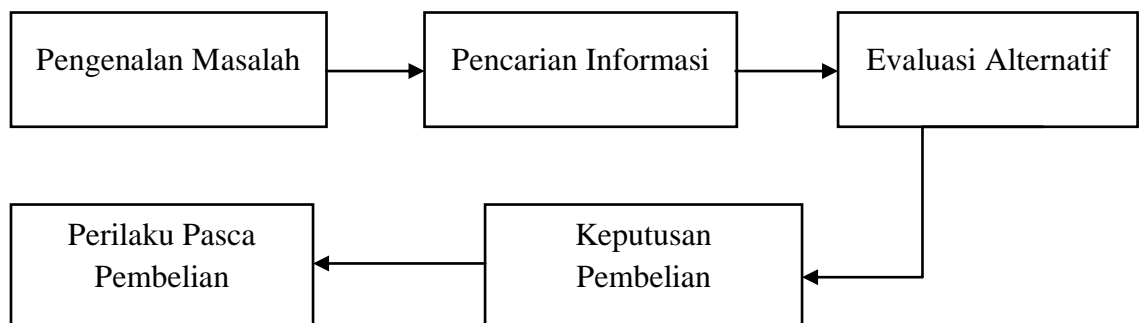 Pengenalan Masalah
Pencarian Informasi
Evaluasi Alternatif
Perilaku Pasca
Pembelian
Keputusan
Pembelian